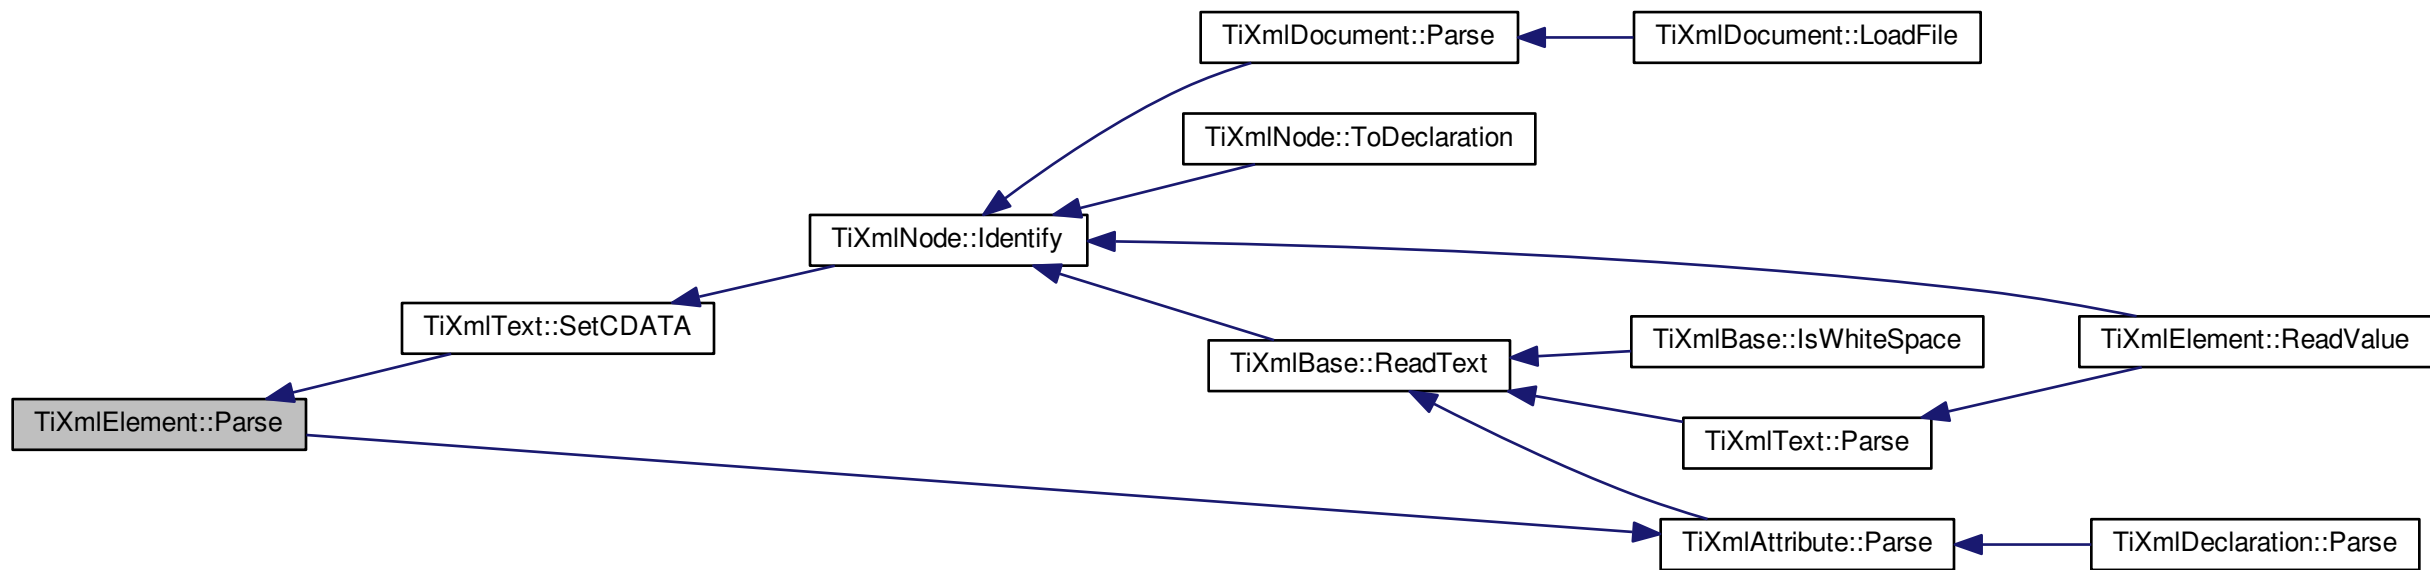 TiXmlDocument::Parse
TiXmlDocument::LoadFile
TiXmlNode::ToDeclaration
TiXmlNode::Identify
TiXmlText::SetCDATA
TiXmlBase::IsWhiteSpace
TiXmlElement::ReadValue
TiXmlBase::ReadText
TiXmlElement::Parse
TiXmlText::Parse
TiXmlAttribute::Parse
TiXmlDeclaration::Parse